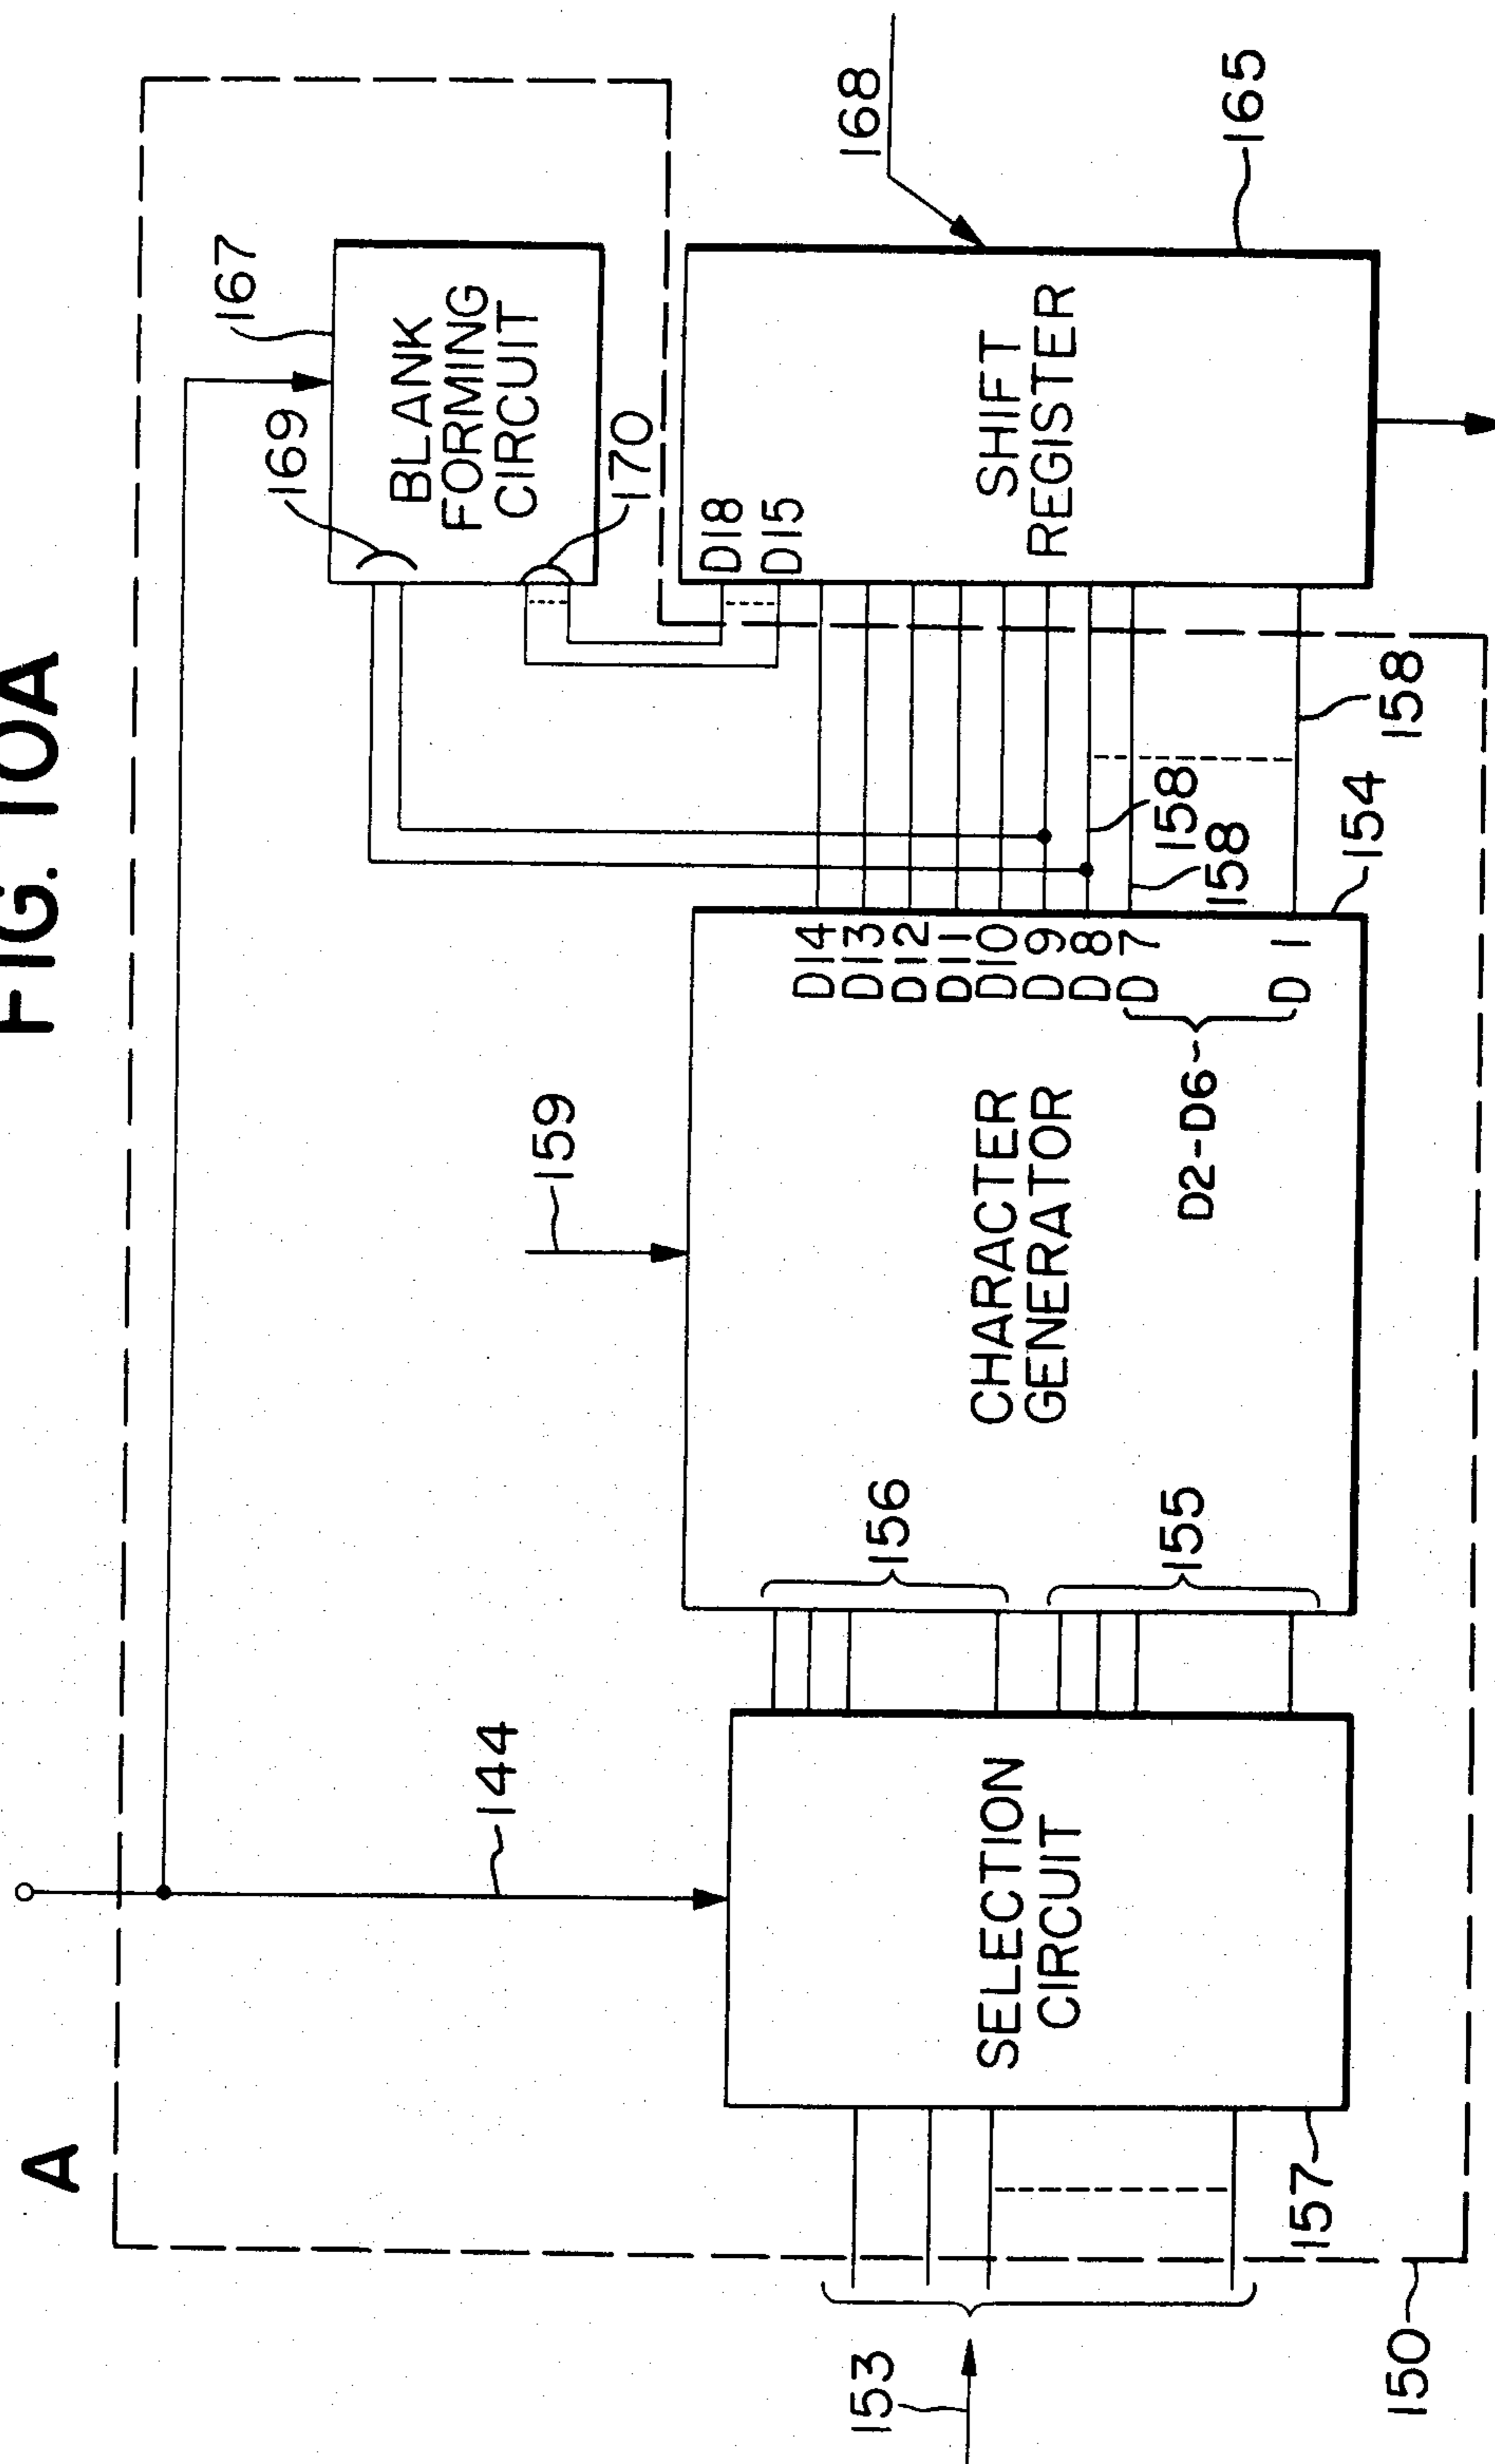 FIG. 10A
A
144
167
169
BLANK
FORMING
CIRCUIT
170
159
168
D18
D15
SHIFT
REGISTER
165
153
SELECTION
CIRCUIT
157
156
155
CHARACTER
GENERATOR
D14
D13
D12
D11
D10
D9
D8
D7
D1
D2-D6
154
158
158
158
150